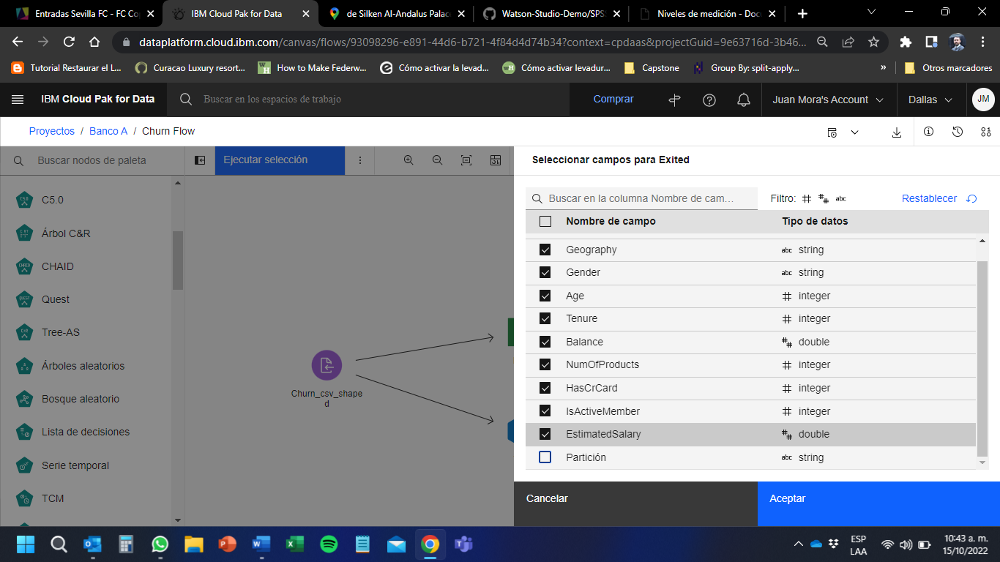 Entradas Sevilla FC - FC Co
IBM Cloud Pak for Data
de Silken Al-Andalus Palace
Watson-Studio-Demo/SPS
Niveles de medición - Doc
dataplatform.cloud.ibm.com/canvas/flows/93098296-e891-44d6-b721-4f84d4d74b34?context=cpdaas&projectGuid=9e63716d-3b46...
Tutorial Restaurar el L...
Curacao Luxury resort...
How to Make Federw...
Cómo activar la levad...
Cómo activar levadur...
Capstone
Group By: split-apply...
»
Otros marcadores
IBM Cloud Pak for Data
Buscar en los espacios de trabajo
Comprar
Juan Mora's Account
Dallas
JM
Proyectos / Banco A / Churn Flow
Buscar nodos de paleta
Ejecutar selección
Seleccionar campos para Exited
C5.0
Árbol C&R
CHAID
Quest
Tree-AS
Árboles aleatorios
Bosque aleatorio
Lista de decisiones
Serie temporal
TCM
Churn_csv_shape
d
Buscar en la columna Nombre de cam...
Filtro: abc
Restablecer
Nombre de campo Tipo de datos
Geography abc string
Gender abc string
Age integer
Tenure integer
Balance double
NumOfProducts integer
HasCrCard integer
IsActiveMember integer
EstimatedSalary double
Partición abc string
Cancelar
Aceptar
ESP
LAA
10:43 a. m.
15/10/2022